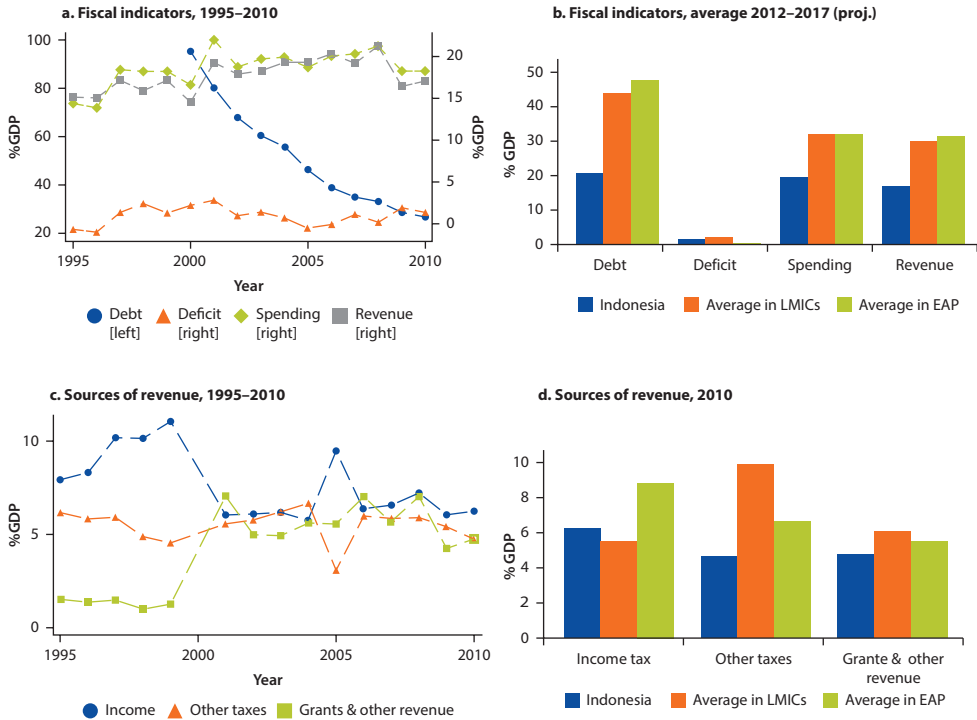 a. Fiscal indicators, 1995–2010
100
80
60
40
20
%GDP
20
15
10
5
0
%GDP
1995
2000
2005
2010
Year
Debt
[left]
Deficit
[right]
Spending
[right]
Revenue
[right]
b. Fiscal indicators, average 2012–2017 (proj.)
50
40
30
20
10
0
% GDP
Debt
Deficit
Spending
Revenue
Indonesia
Average in LMICs
Average in EAP
c. Sources of revenue, 1995–2010
10
5
0
%GDP
1995
2000
2005
2010
Year
Income
Other taxes
Grants & other revenue
d. Sources of revenue, 2010
10
8
6
4
2
0
% GDP
Income tax
Other taxes
Grante & other
revenue
Indonesia
Average in LMICs
Average in EAP